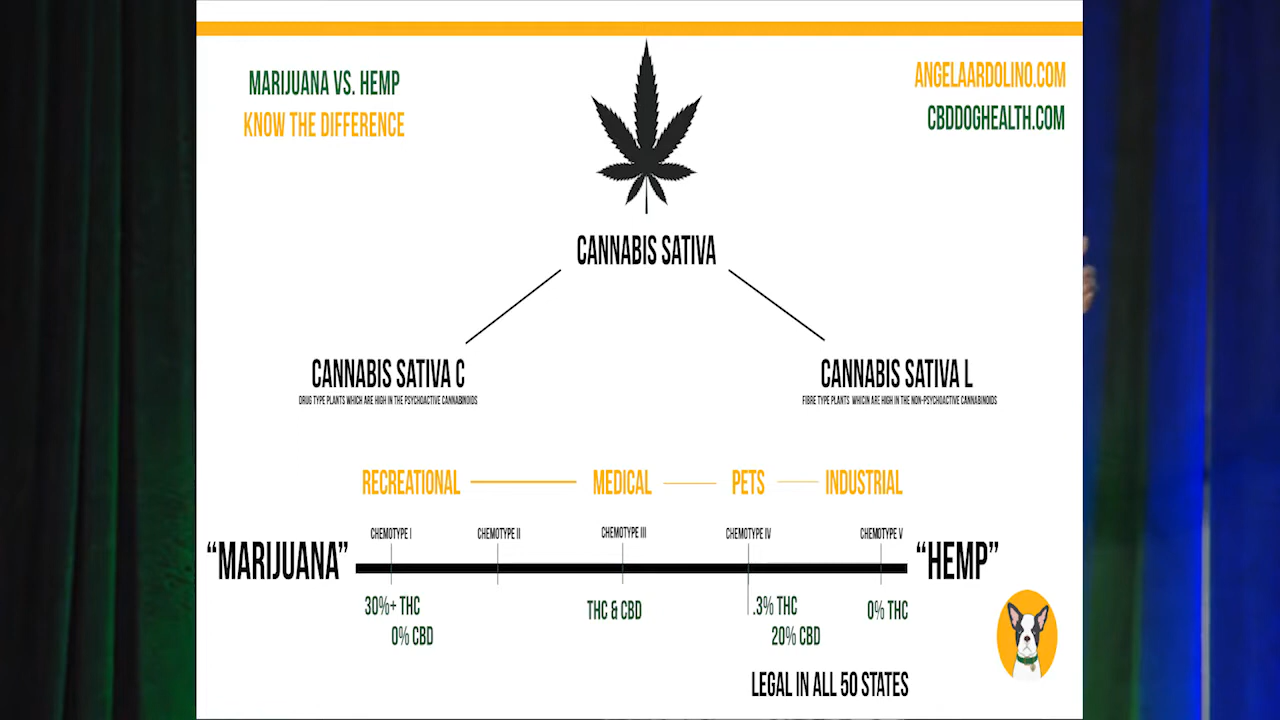 MARIJUANA VS. HEMP
KNOW THE DIFFERENCE
ANGELAARDOLINO.COM
CBDDOGHEALTH.COM
CANNABIS SATIVA
CANNABIS SATIVA C
DRUG TYPE PLANTS WHICH ARE HIGH IN THE PSYCHOACTIVE CANNABINOIDS
CANNABIS SATIVA L
FIBRE TYPE PLANTS WHICIN ARE HIGH IN THE NON-PSYCHOACTIVE CANNABINOIDS
RECREATIONAL MEDICAL PETS INDUSTRIAL
CHEMOTYPE I CHEMOTYPE II CHEMOTYPE III CHEMOTYPE IV CHEMOTYPE V
“MARIJUANA” “HEMP”
30%+ THC THC & CBD .3% THC 0% THC
0% CBD 20% CBD
LEGAL IN ALL 50 STATES